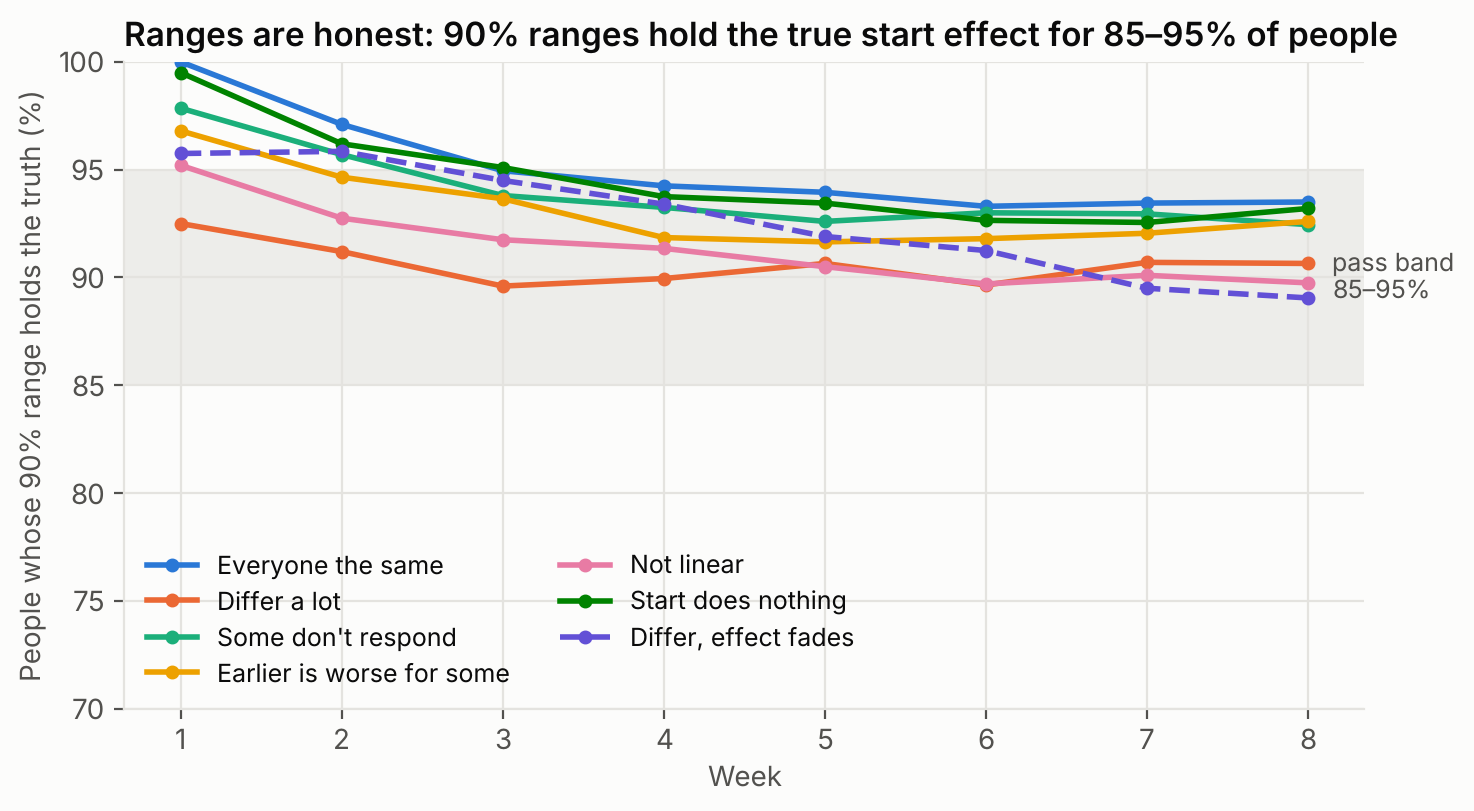 Ranges are honest: 90% ranges hold the true start effect for 85–95% of people
People whose 90% range holds the truth (%)
100
95
90
85
80
75
70
pass band
85–95%
Everyone the same
Differ a lot
Some don't respond
Earlier is worse for some
Not linear
Start does nothing
Differ, effect fades
1 2 3 4 5 6 7 8
Week